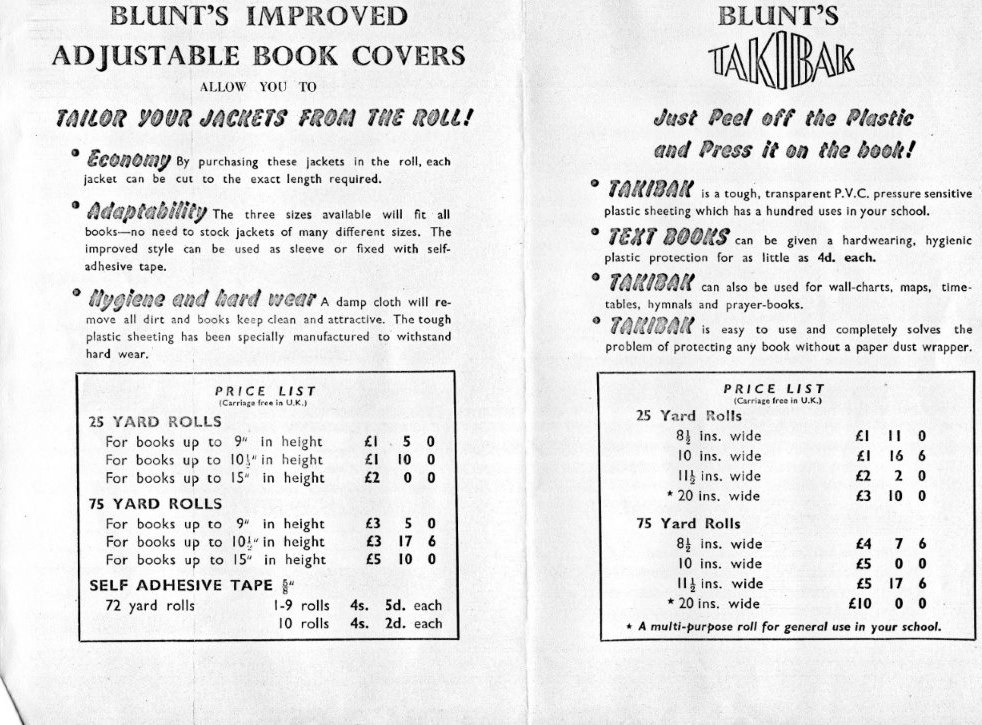 BLUNT'S IMPROVED
ADJUSTABLE BOOK COVERS
ALLOW YOU TO
TAILOR YOUR JACKETS FROM THE ROLL!
• Economy By purchasing these jackets in the roll, each
jacket can be cut to the exact length required.
• Adaptability The three sizes available will fit all
books—no need to stock jackets of many different sizes. The
improved style can be used as sleeve or fixed with self-
adhesive tape.
• Hygiene and hard wear A damp cloth will re-
move all dirt and books keep clean and attractive. The tough
plastic sheeting has been specially manufactured to withstand
hard wear.
PRICE LIST
(Carriage free in U.K.)
25 YARD ROLLS
For books up to 9" in height £1 5 0
For books up to 10½" in height £1 10 0
For books up to 15" in height £2 0 0
75 YARD ROLLS
For books up to 9" in height £3 5 0
For books up to 10½" in height £3 17 6
For books up to 15" in height £5 10 0
SELF ADHESIVE TAPE ⅝"
72 yard rolls 1-9 rolls 4s. 5d. each
10 rolls 4s. 2d. each
BLUNT'S
TAKIBAK
Just Peel off the Plastic
and Press it on the book!
• TAKIBAK is a tough, transparent P.V.C. pressure sensitive
plastic sheeting which has a hundred uses in your school.
• TEXT BOOKS can be given a hardwearing, hygienic
plastic protection for as little as 4d. each.
• TAKIBAK can also be used for wall-charts, maps, time-
tables, hymnals and prayer-books.
• TAKIBAK is easy to use and completely solves the
problem of protecting any book without a paper dust wrapper.
PRICE LIST
(Carriage free in U.K.)
25 Yard Rolls
8½ ins. wide £1 11 0
10 ins. wide £1 16 6
11½ ins. wide £2 2 0
* 20 ins. wide £3 10 0
75 Yard Rolls
8½ ins. wide £4 7 6
10 ins. wide £5 0 0
11½ ins. wide £5 17 6
* 20 ins. wide £10 0 0
* A multi-purpose roll for general use in your school.